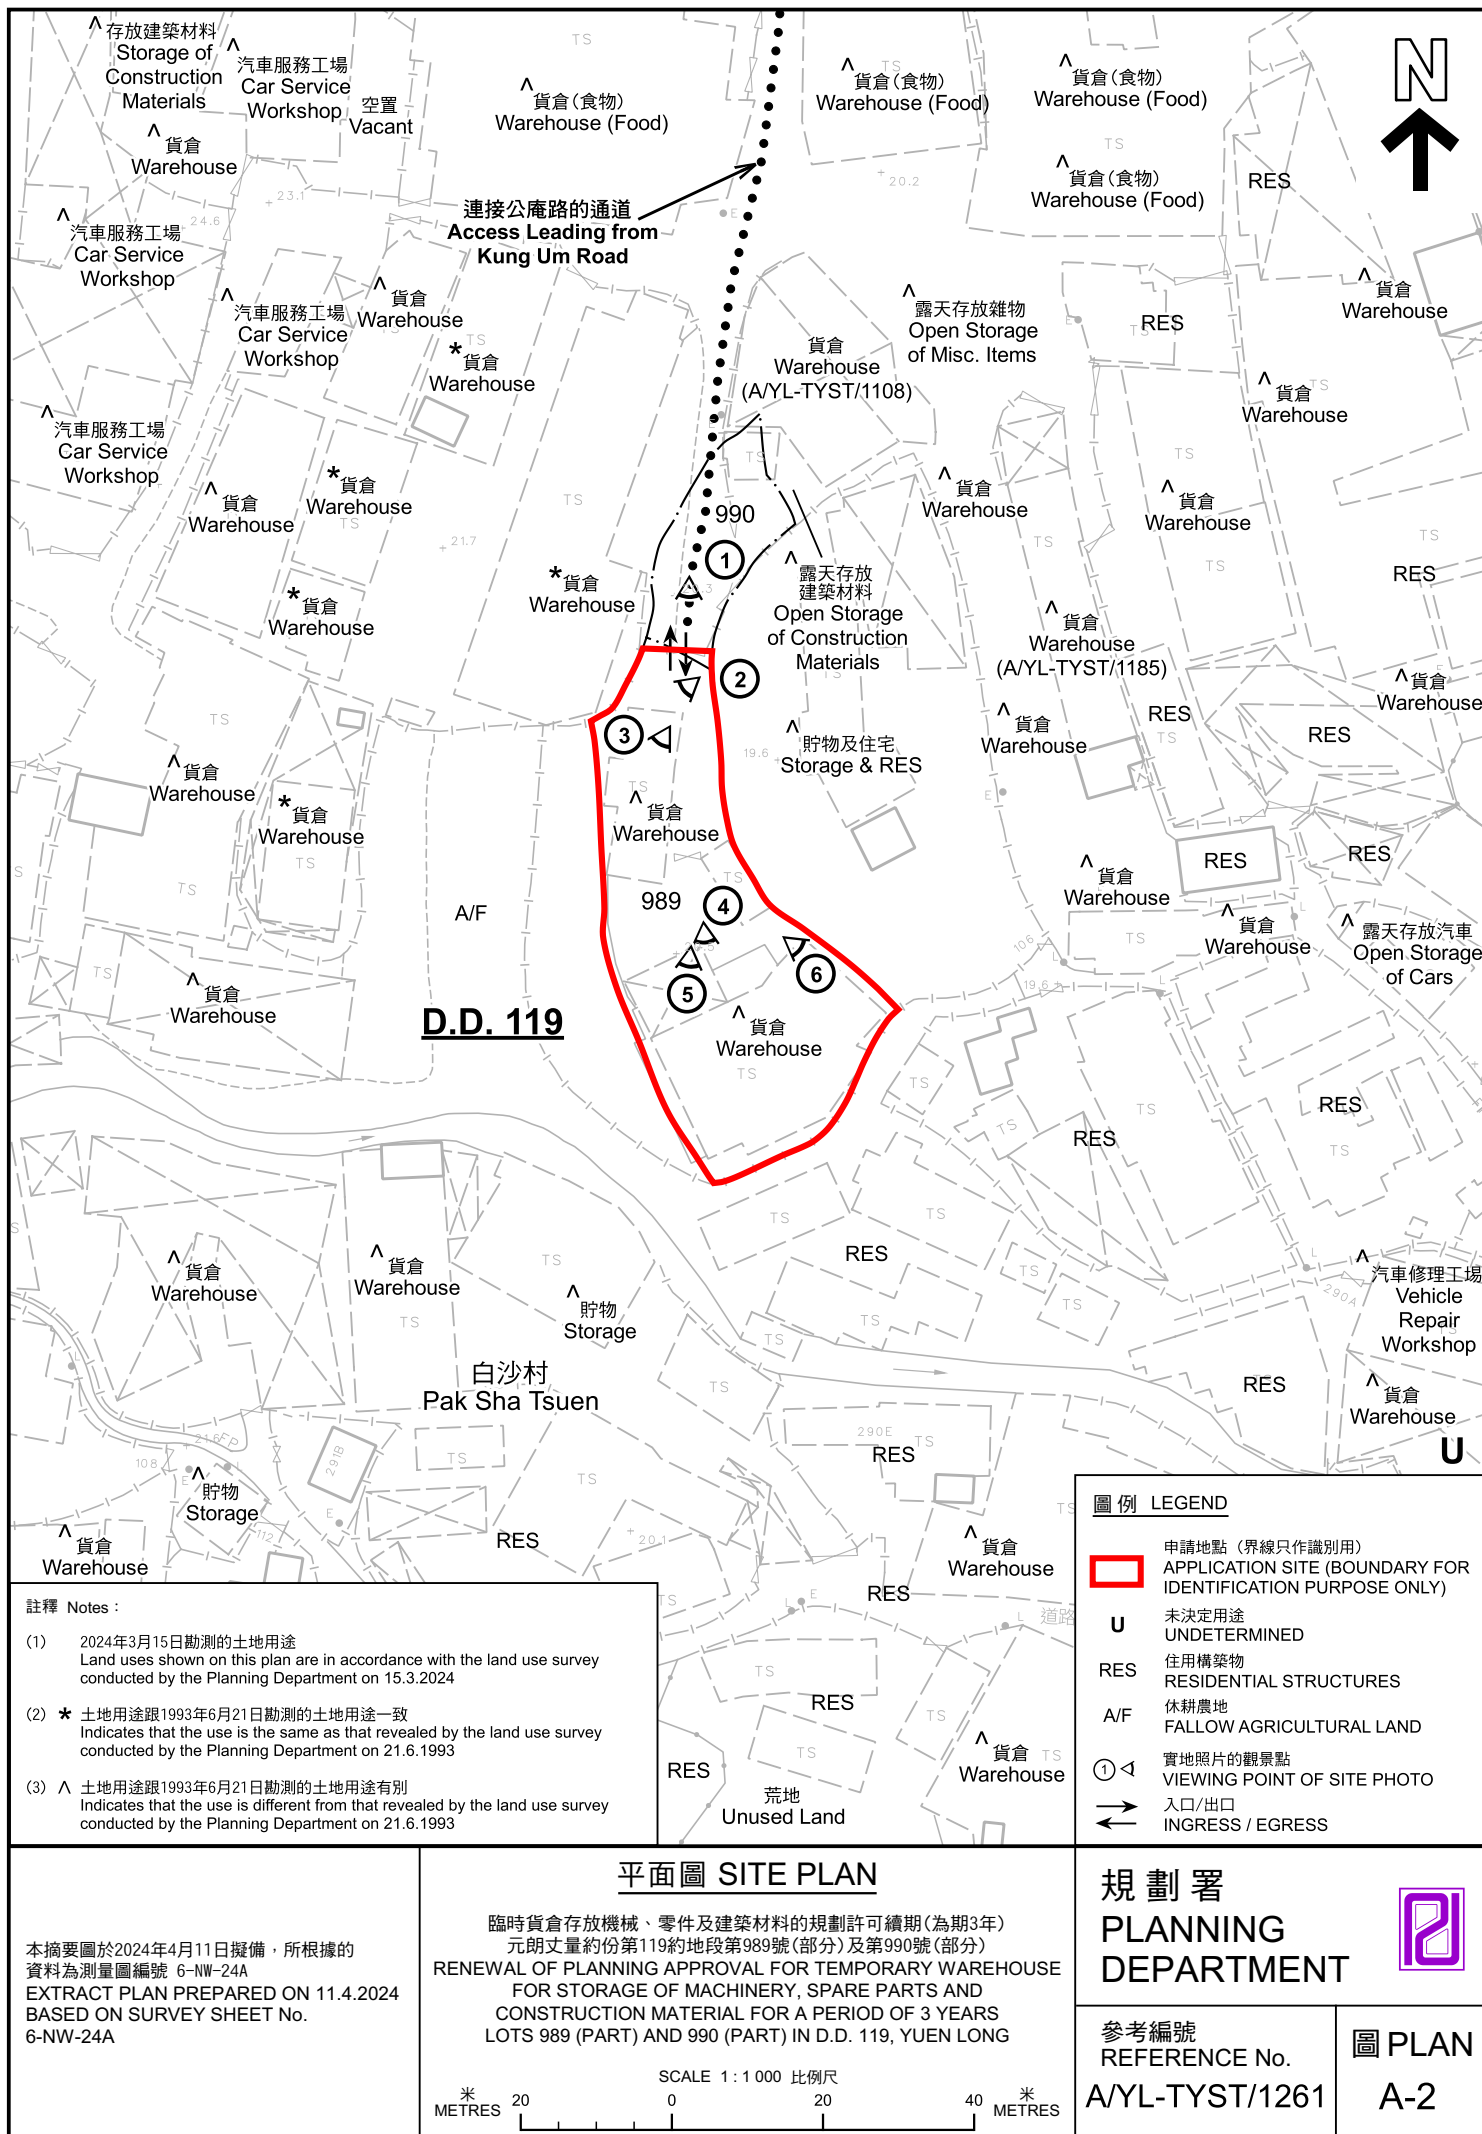 ^ 存放建築材料
Storage of
Construction
Materials
^ 汽車服務工場
Car Service
Workshop
空置
Vacant
^ 貨倉(食物)
Warehouse (Food)
^ 貨倉(食物)
Warehouse (Food)
^ 貨倉(食物)
Warehouse (Food)
N
^ 貨倉
Warehouse
^ 貨倉(食物)
Warehouse (Food)
RES
連接公庵路的通道
Access Leading from
Kung Um Road
^ 汽車服務工場
Car Service
Workshop
^ 汽車服務工場
Car Service
Workshop
^ 貨倉
Warehouse
* 貨倉
Warehouse
貨倉
Warehouse
(A/YL-TYST/1108)
^ 露天存放雜物
Open Storage
of Misc. Items
RES
^ 貨倉
Warehouse
^ 貨倉
Warehouse
^ 汽車服務工場
Car Service
Workshop
^ 貨倉
Warehouse
* 貨倉
Warehouse
990
^ 貨倉
Warehouse
^ 貨倉
Warehouse
1
* 貨倉
Warehouse
* 貨倉
Warehouse
^ 露天存放
建築材料
Open Storage
of Construction
Materials
^ 貨倉
Warehouse
(A/YL-TYST/1185)
RES
2
3
^ 貨倉
Warehouse
^ 貯物及住宅
Storage & RES
^ 貨倉
Warehouse
RES
RES
^ 貨倉
Warehouse
* 貨倉
Warehouse
^ 貨倉
Warehouse
RES
RES
A/F
989
4
^ 貨倉
Warehouse
^ 貨倉
Warehouse
^ 露天存放汽車
Open Storage
of Cars
5
6
^ 貨倉
Warehouse
D.D. 119
^ 貨倉
Warehouse
RES
RES
^ 貨倉
Warehouse
^ 貨倉
Warehouse
^ 貯物
Storage
RES
^ 汽車修理工場
Vehicle
Repair
Workshop
白沙村
Pak Sha Tsuen
RES
^ 貨倉
Warehouse
U
RES
^ 貯物
Storage
^ 貨倉
Warehouse
RES
^ 貨倉
Warehouse
RES
道路
RES
RES
^ 貨倉
Warehouse
荒地
Unused Land
23.1
24.6
20.2
21.7
19.6
106
19.6
290A
290E
21.6
FP
108
291B
112
20.1
註釋 Notes :
(1) 2024年3月15日勘測的土地用途
Land uses shown on this plan are in accordance with the land use survey
conducted by the Planning Department on 15.3.2024
(2) * 土地用途跟1993年6月21日勘測的土地用途一致
Indicates that the use is the same as that revealed by the land use survey
conducted by the Planning Department on 21.6.1993
(3) ^ 土地用途跟1993年6月21日勘測的土地用途有別
Indicates that the use is different from that revealed by the land use survey
conducted by the Planning Department on 21.6.1993
圖例 LEGEND
申請地點（界線只作識別用）
APPLICATION SITE (BOUNDARY FOR
IDENTIFICATION PURPOSE ONLY)
U 未決定用途
UNDETERMINED
RES 住用構築物
RESIDENTIAL STRUCTURES
A/F 休耕農地
FALLOW AGRICULTURAL LAND
1 實地照片的觀景點
VIEWING POINT OF SITE PHOTO
入口/出口
INGRESS / EGRESS
本摘要圖於2024年4月11日擬備，所根據的
資料為測量圖編號 6-NW-24A
EXTRACT PLAN PREPARED ON 11.4.2024
BASED ON SURVEY SHEET No.
6-NW-24A
平面圖 SITE PLAN
臨時貨倉存放機械、零件及建築材料的規劃許可續期(為期3年)
元朗丈量約份第119約地段第989號(部分)及第990號(部分)
RENEWAL OF PLANNING APPROVAL FOR TEMPORARY WAREHOUSE
FOR STORAGE OF MACHINERY, SPARE PARTS AND
CONSTRUCTION MATERIAL FOR A PERIOD OF 3 YEARS
LOTS 989 (PART) AND 990 (PART) IN D.D. 119, YUEN LONG
SCALE 1 : 1 000 比例尺
米
METRES 20 0 20 40 米
METRES
規劃署
PLANNING
DEPARTMENT
參考編號
REFERENCE No.
A/YL-TYST/1261
圖 PLAN
A-2